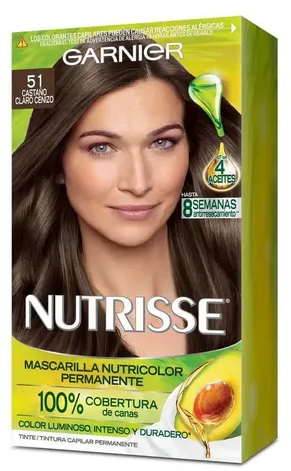 LOS COLORANTES CAPILARES PUEDEN CAUSAR REACCIONES ALÉRGICAS
GARNIER
51
CASTAÑO
CLARO CENIZO
4
ACEITES
HASTA
8 SEMANAS
NUTRISSE®
MASCARILLA NUTRICOLOR
PERMANENTE
100% COBERTURA
de canas
COLOR LUMINOSO, INTENSO Y DURADERO*
TINTE / TINTURA CAPILAR PERMANENTE